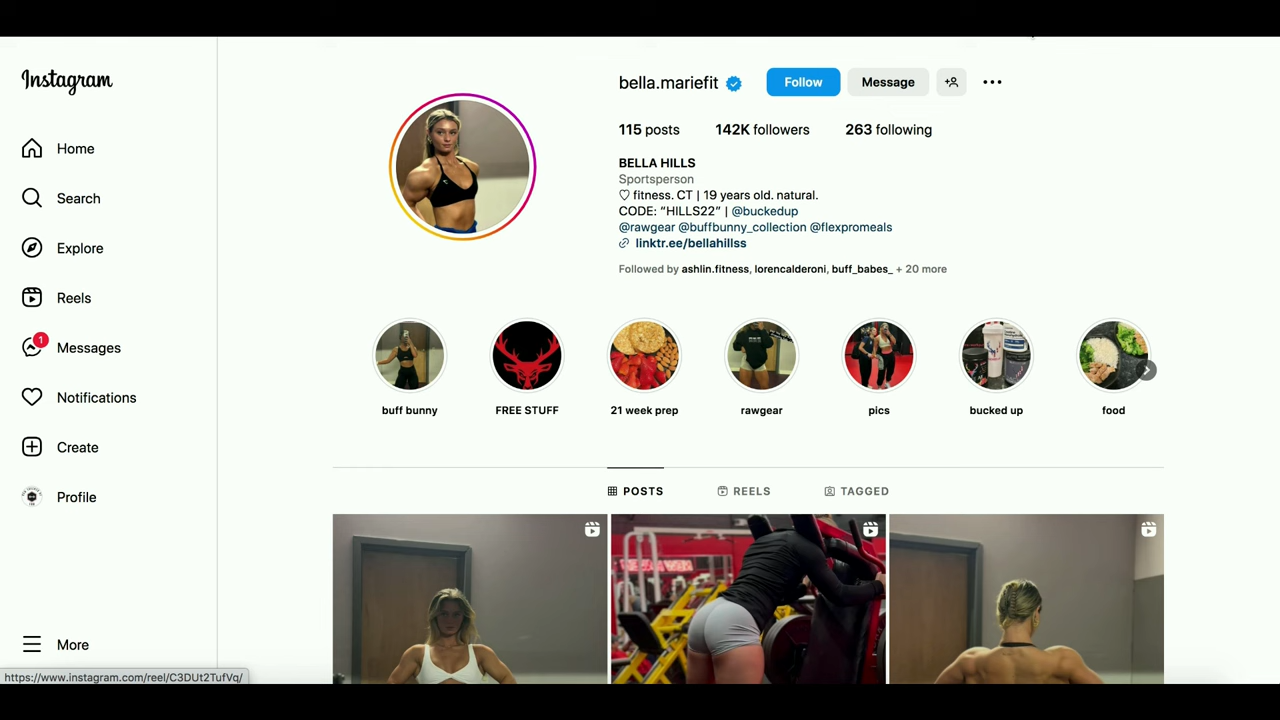 Instagram
Home
Search
Explore
Reels
1
Messages
Notifications
Create
Profile
More
https://www.instagram.com/reel/C3DUt2TufVq/
bella.mariefit
Follow
Message
115 posts 142K followers 263 following
BELLA HILLS
Sportsperson
♡ fitness. CT | 19 years old. natural.
CODE: “HILLS22” | @buckedup
@rawgear @buffbunny_collection @flexpromeals
linktr.ee/bellahillss
Followed by ashlin.fitness, lorencalderoni, buff_babes_ + 20 more
buff bunny
FREE STUFF
21 week prep
rawgear
pics
bucked up
food
POSTS
REELS
TAGGED